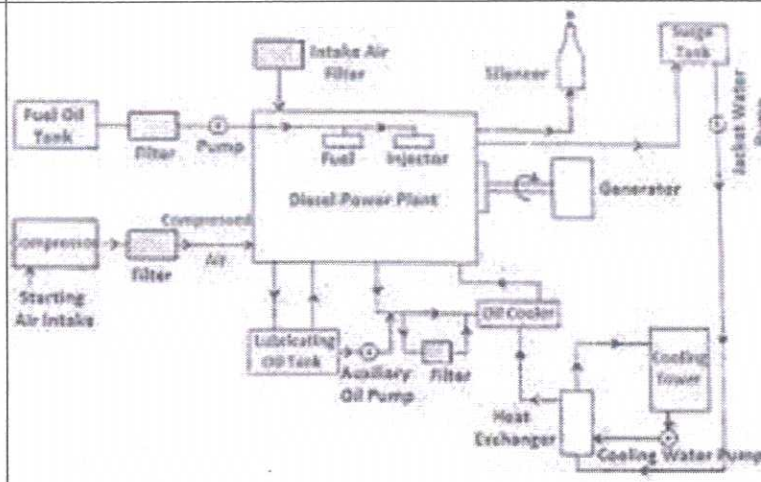 Intake Air
Filter
Silencer
Surge
Tank
Fuel Oil
Tank
Filter
Pump
Fuel
Injector
Jacket Water
Diesel Power Plant
Generator
Compressor
Compressed
Air
Filter
Starting
Air Intake
Lubricating
Oil Tank
Auxiliary
Oil Pump
Filter
Oil Cooler
Heat
Exchanger
Cooling
Tower
Cooling Water Pump